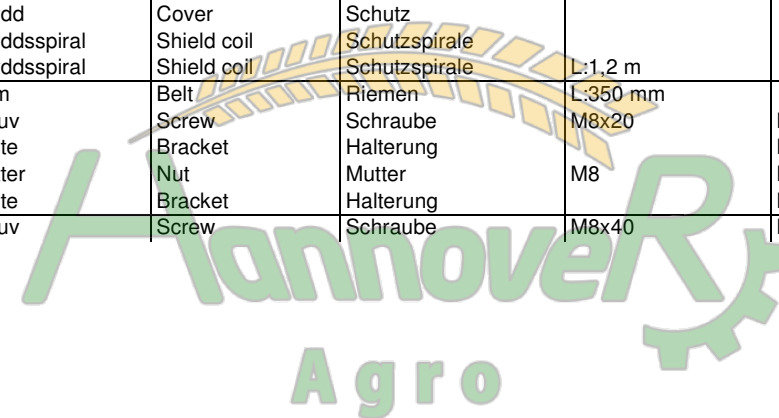 dd Cover Schutz
ddsspiral Shield coil Schutzspirale
ddsspiral Shield coil Schutzspirale L:1,2 m
m Belt Riemen L:350 mm
uv Screw Schraube M8x20
te Bracket Halterung
ter Nut Mutter M8
te Bracket Halterung
uv Screw Schraube M8x40
HannoveR
Agro